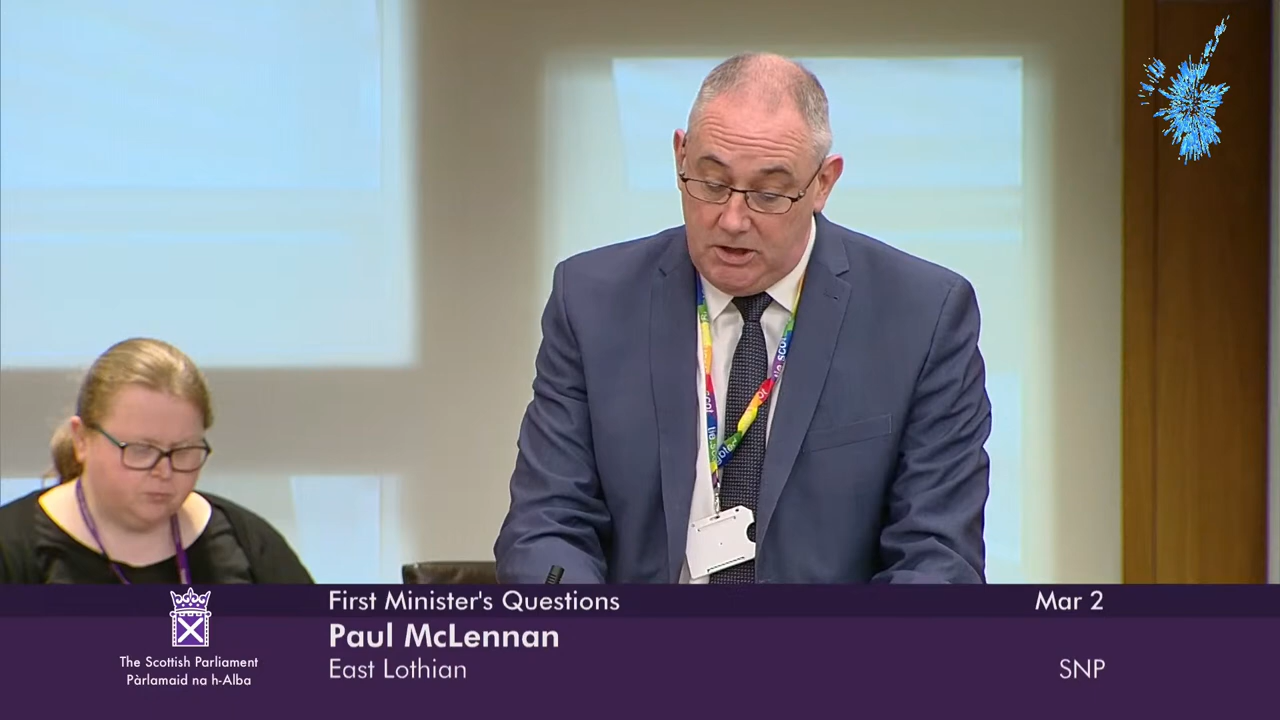 First Minister's Questions
Mar 2
Paul McLennan
East Lothian
SNP
The Scottish Parliament
Pàrlamaid na h-Alba